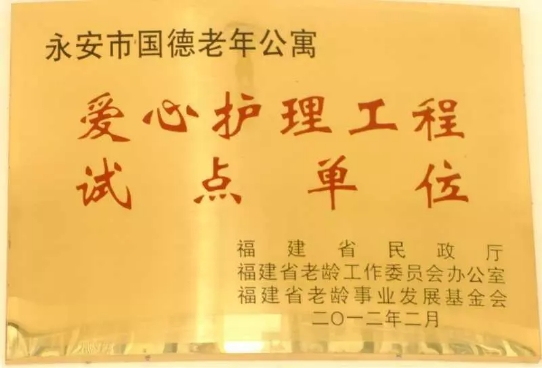 永安市国德老年公寓
爱心护理工程
试点单位
福建省民政厅
福建省老龄工作委员会办公室
福建省老龄事业发展基金会
二〇一二年二月